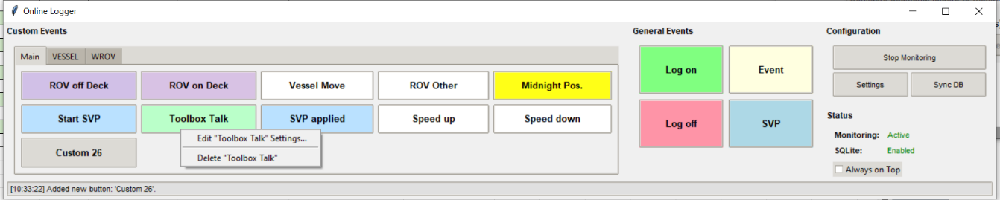 Online Logger
Custom Events
Main VESSEL WROV
ROV off Deck ROV on Deck Vessel Move ROV Other Midnight Pos.
Start SVP Toolbox Talk SVP applied Speed up Speed down
Custom 26
Edit "Toolbox Talk" Settings...
Delete "Toolbox Talk"
General Events
Log on Event
Log off SVP
Configuration
Stop Monitoring
Settings Sync DB
Status
Monitoring: Active
SQLite: Enabled
Always on Top
[10:33:22] Added new button: 'Custom 26'.